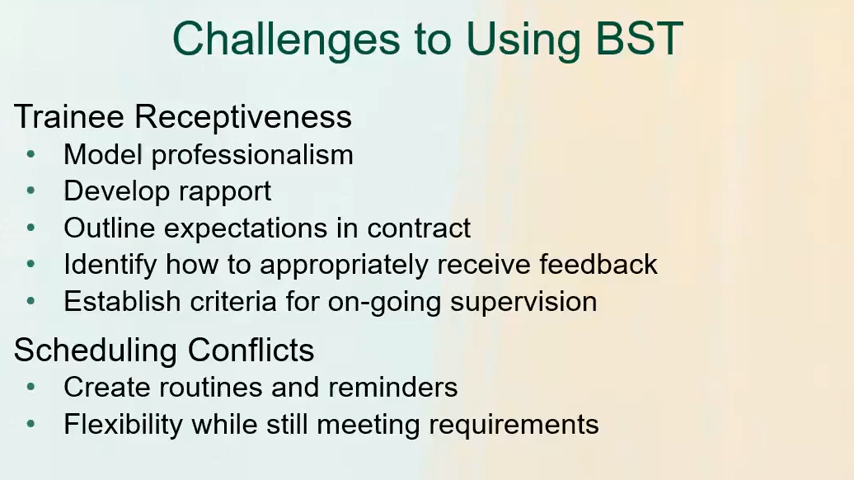 Challenges to Using BST
Trainee Receptiveness
• Model professionalism
• Develop rapport
• Outline expectations in contract
• Identify how to appropriately receive feedback
• Establish criteria for on-going supervision
Scheduling Conflicts
• Create routines and reminders
• Flexibility while still meeting requirements